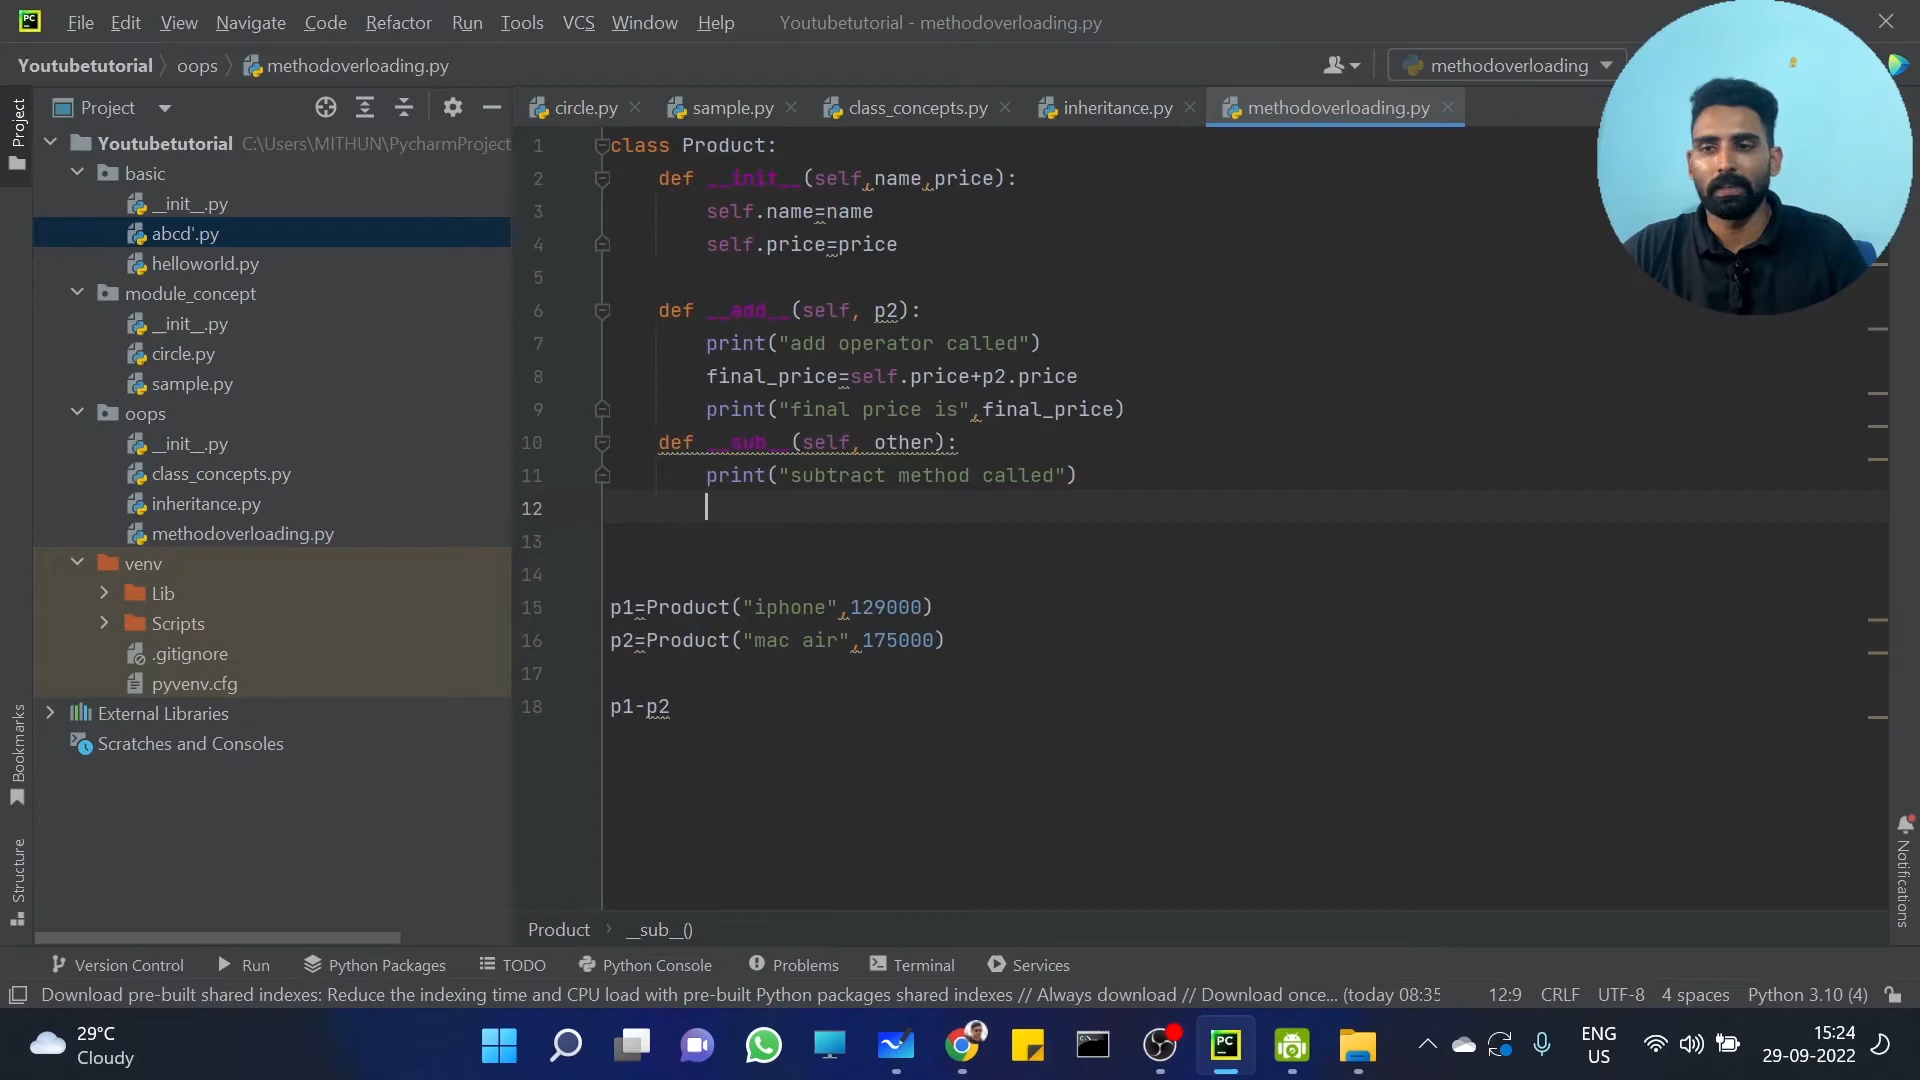 PC File Edit View Navigate Code Refactor Run Tools VCS Window Help Youtubetutorial - methodoverloading.py
Youtubetutorial oops methodoverloading.py methodoverloading
Project
Project
circle.py sample.py class_concepts.py inheritance.py methodoverloading.py
Youtubetutorial C:\Users\MITHUN\PycharmProject
basic
__init__.py
abcd'.py
helloworld.py
module_concept
__init__.py
circle.py
sample.py
oops
__init__.py
class_concepts.py
inheritance.py
methodoverloading.py
venv
Lib
Scripts
.gitignore
pyvenv.cfg
External Libraries
Scratches and Consoles
Bookmarks
Structure
1 class Product:
2 def __init__(self,name,price):
3 self.name=name
4 self.price=price
5
6 def __add__(self, p2):
7 print("add operator called")
8 final_price=self.price+p2.price
9 print("final price is",final_price)
10 def __sub__(self, other):
11 print("subtract method called")
12
13
14
15 p1=Product("iphone",129000)
16 p2=Product("mac air",175000)
17
18 p1-p2
Notifications
Product __sub__()
Version Control Run Python Packages TODO Python Console Problems Terminal Services
Download pre-built shared indexes: Reduce the indexing time and CPU load with pre-built Python packages shared indexes // Always download // Download once... (today 08:35 12:9 CRLF UTF-8 4 spaces Python 3.10 (4)
29°C
Cloudy
PC
ENG
US
15:24
29-09-2022